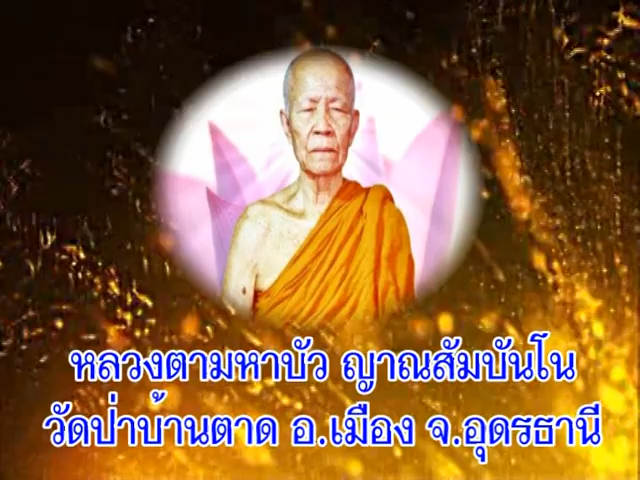 หลวงตามหาบัว ญาณสัมบันโน
วัดป่าบ้านตาด อ.เมือง จ.อุดรธานี